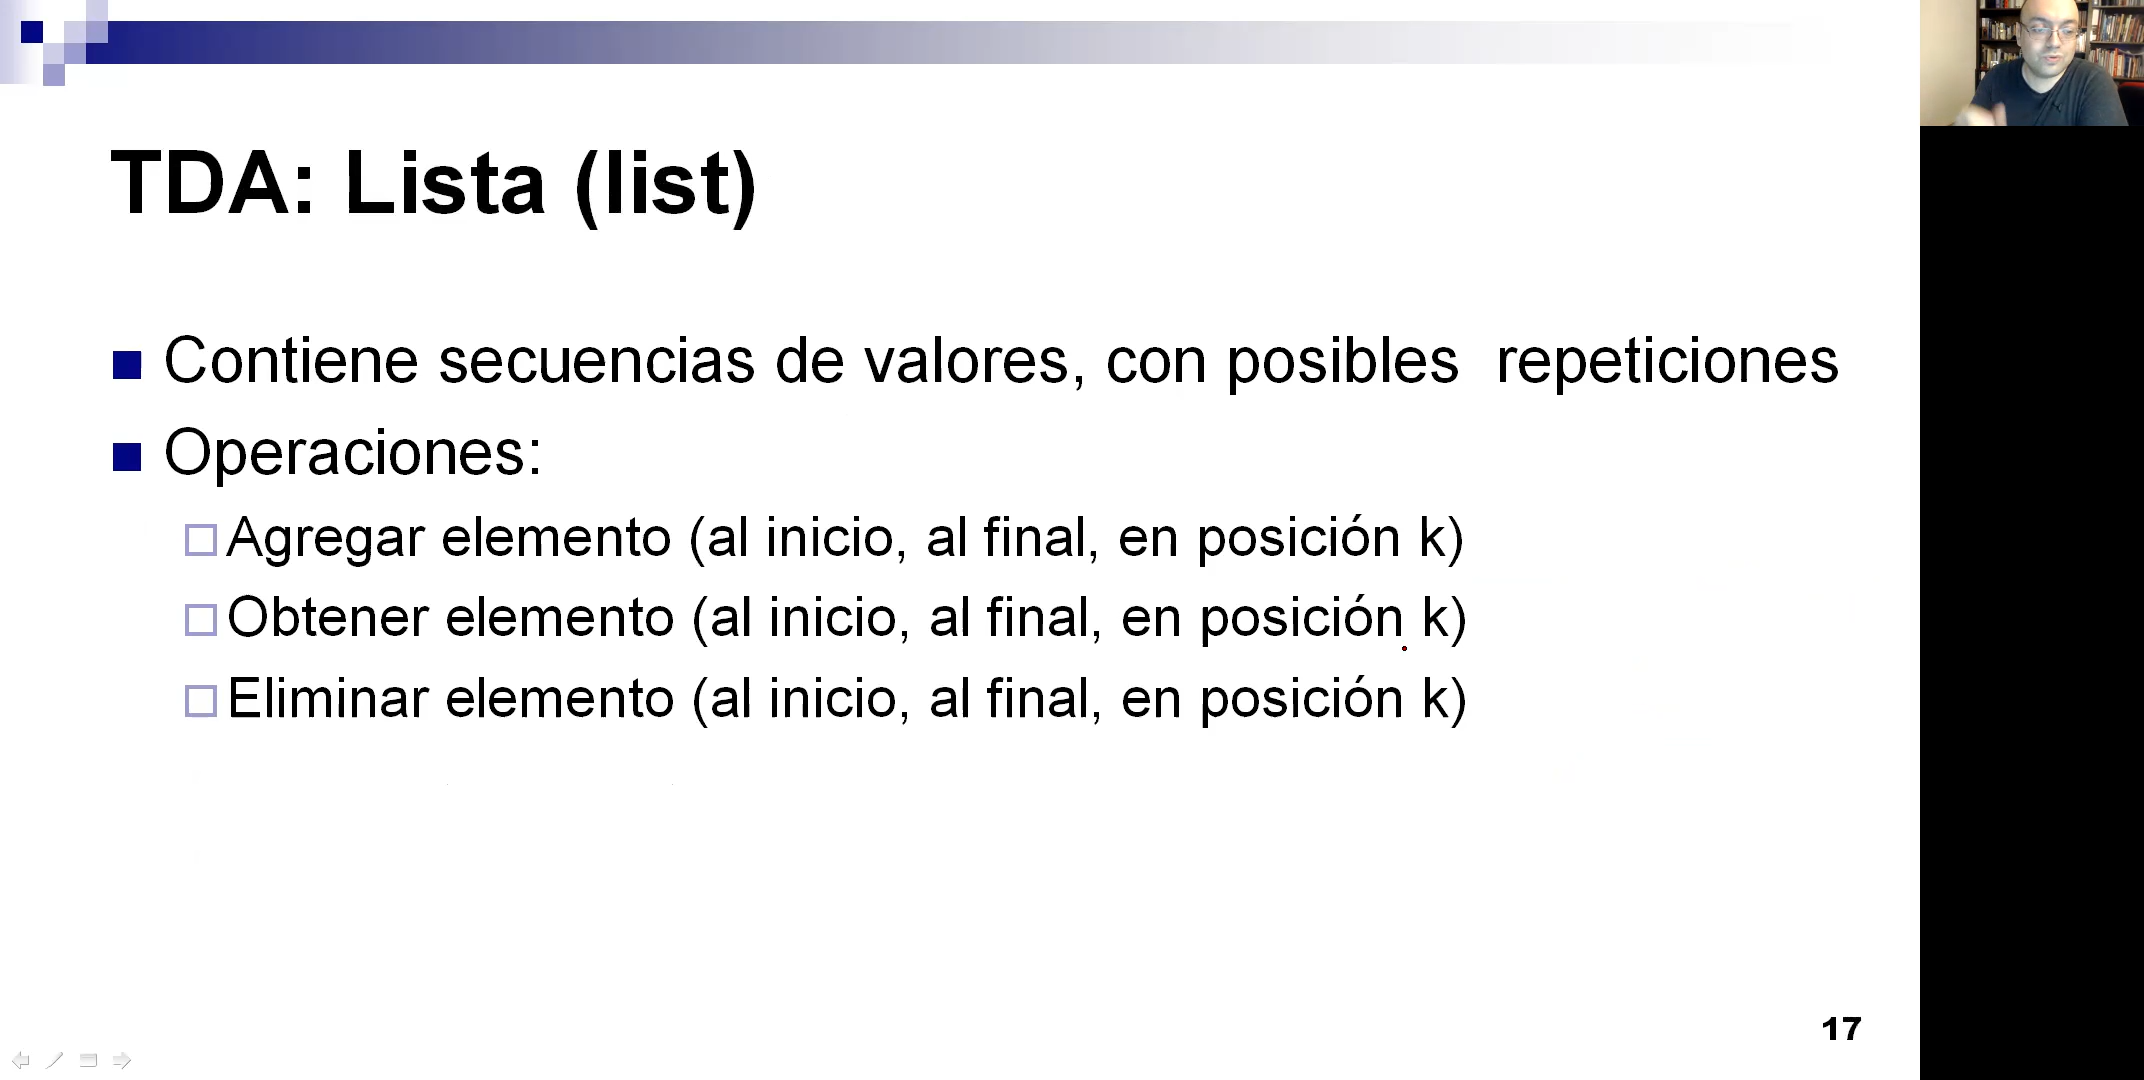 TDA: Lista (list)
Contiene secuencias de valores, con posibles  repeticiones
Operaciones:
Agregar elemento (al inicio, al final, en posición k)
Obtener elemento (al inicio, al final, en posición k)
Eliminar elemento (al inicio, al final, en posición k)
17